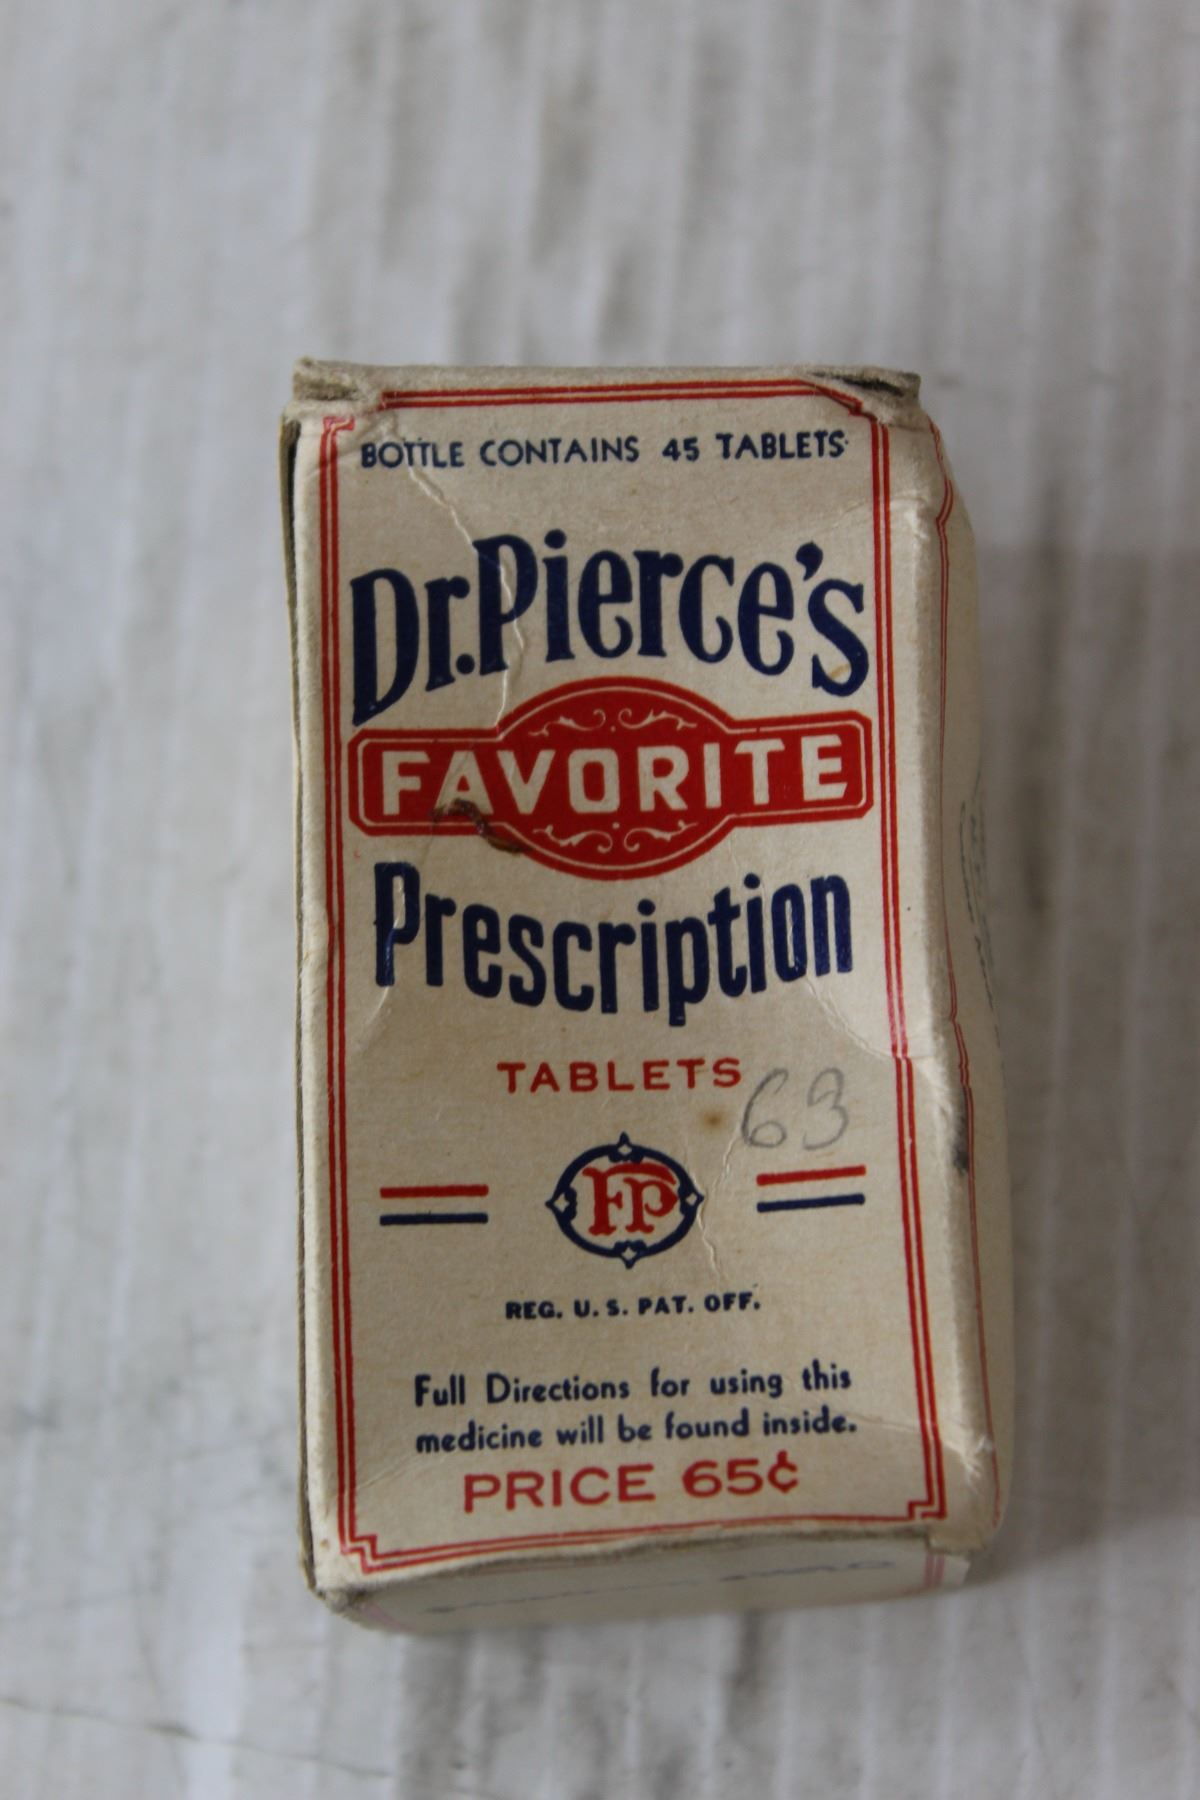 BOTTLE CONTAINS 45 TABLETS
Dr. Pierce's
FAVORITE
Prescription
TABLETS
63
FP
REG. U. S. PAT. OFF.
Full Directions for using this
medicine will be found inside.
PRICE 65¢